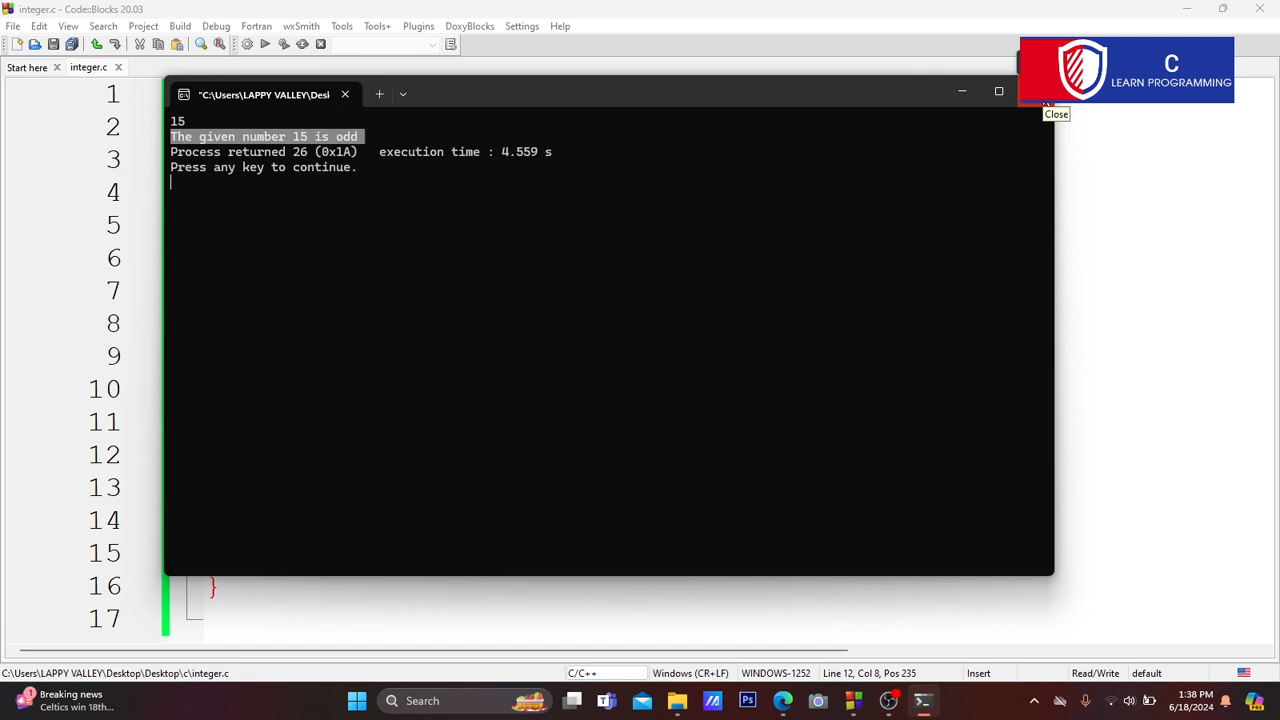 integer.c - Code::Blocks 20.03
File Edit View Search Project Build Debug Fortran wxSmith Tools Tools+ Plugins DoxyBlocks Settings Help
Start here
integer.c
C
LEARN PROGRAMMING
Close
"C:\Users\LAPPY VALLEY\Desl
15
The given number 15 is odd
Process returned 26 (0x1A)   execution time : 4.559 s
Press any key to continue.
1
2
3
4
5
6
7
8
9
10
11
12
13
14
15
16 }
17
C:\Users\LAPPY VALLEY\Desktop\Desktop\c\integer.c C/C++ Windows (CR+LF) WINDOWS-1252 Line 12, Col 8, Pos 235 Insert Read/Write default
Breaking news
Celtics win 18th...
Search
1:38 PM
6/18/2024